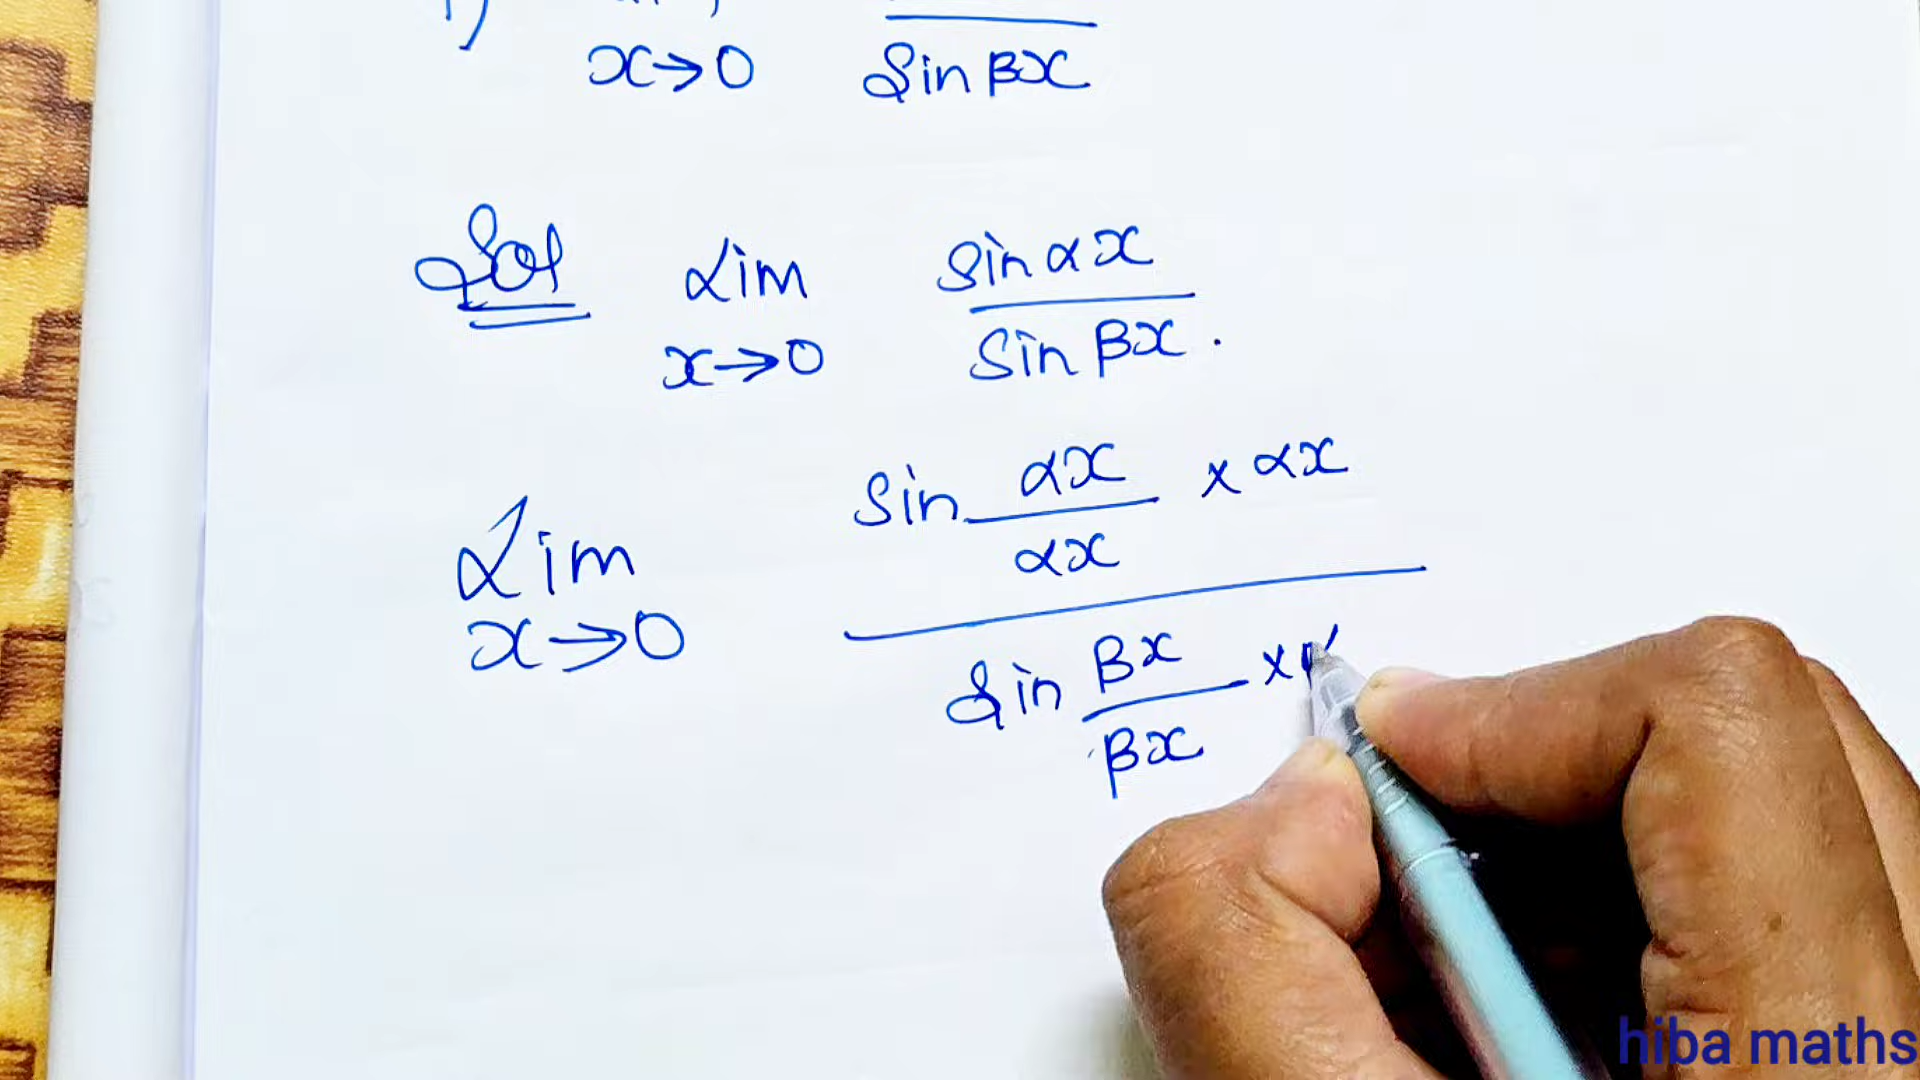 1)
x→0 Sin βx
Sol Lim Sin αx
x→0 Sin βx.
Sin αx × αx
αx
Lim
x→0
Sin βx ×
βx
hiba maths